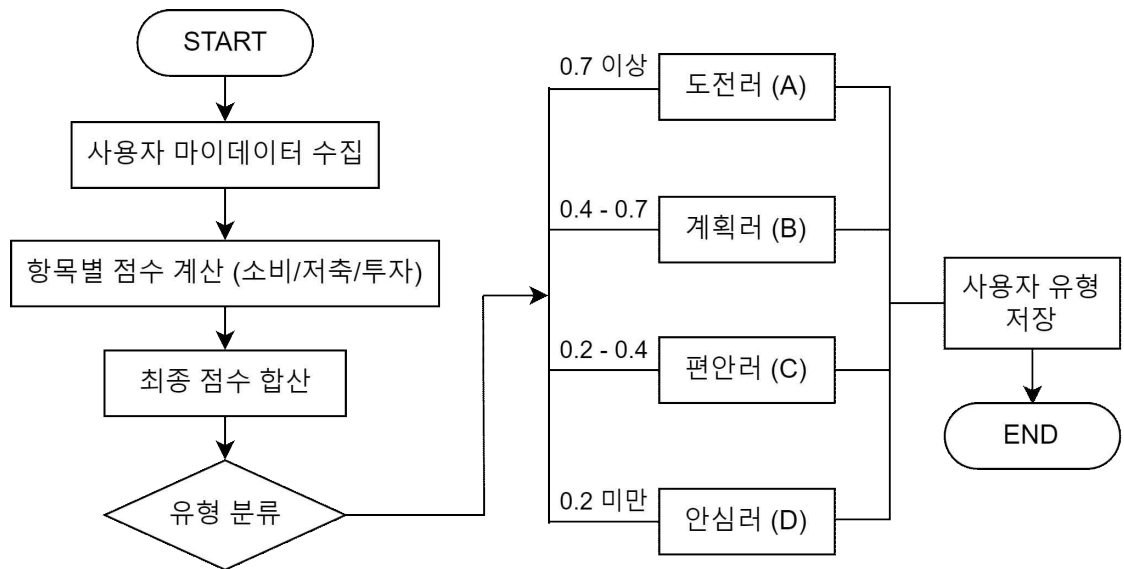 START
사용자 마이데이터 수집
항목별 점수 계산 (소비/저축/투자)
최종 점수 합산
유형 분류
0.7 이상
도전러 (A)
0.4 - 0.7
계획러 (B)
0.2 - 0.4
편안러 (C)
0.2 미만
안심러 (D)
사용자 유형
저장
END